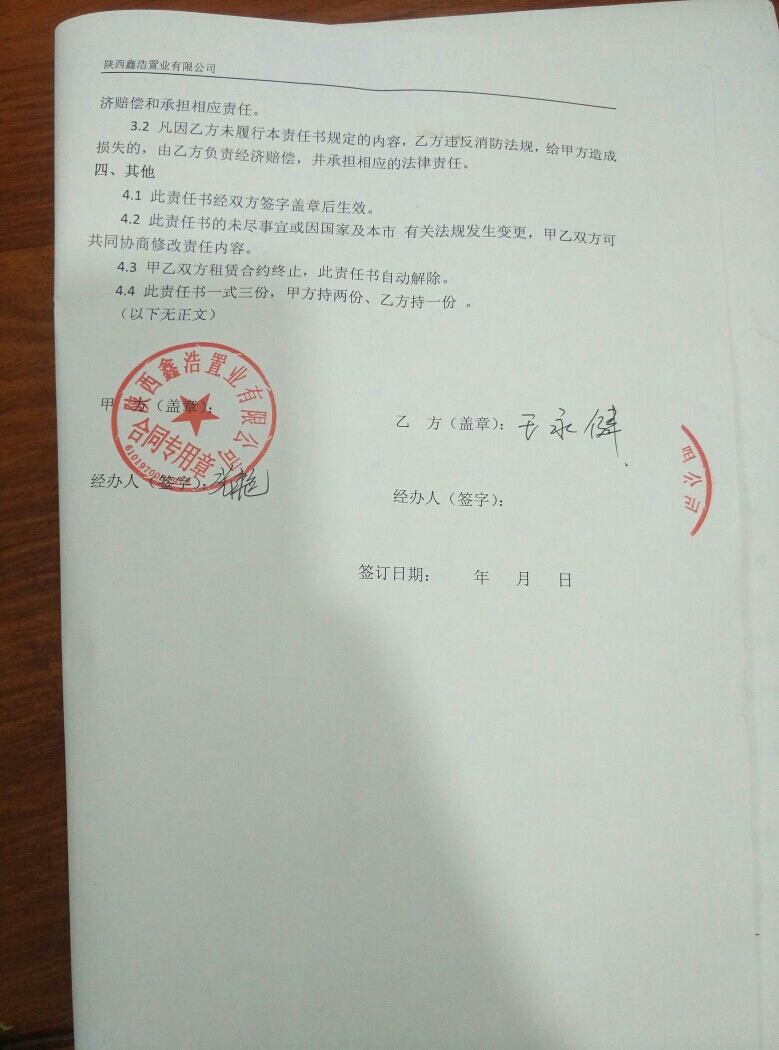 陕西鑫浩置业有限公司
济赔偿和承担相应责任。
3.2 凡因乙方未履行本责任书规定的内容，乙方违反消防法规，给甲方造成
损失的，由乙方负责经济赔偿，并承担相应的法律责任。
四、其他
4.1 此责任书经双方签字盖章后生效。
4.2 此责任书的未尽事宜或因国家及本市 有关法规发生变更，甲乙双方可
共同协商修改责任内容。
4.3 甲乙双方租赁合约终止，此责任书自动解除。
4.4 此责任书一式三份，甲方持两份、乙方持一份 。
（以下无正文）
陕西鑫浩置业有限公司
甲 方（盖章）：
合同专用章
乙 方（盖章）：王永健
公司
经办人（签字）：
经办人（签字）：
签订日期： 年 月 日